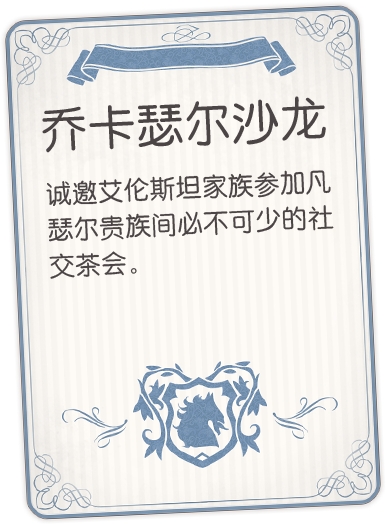 乔卡瑟尔沙龙
诚邀艾伦斯坦家族参加凡
瑟尔贵族间必不可少的社
交茶会。